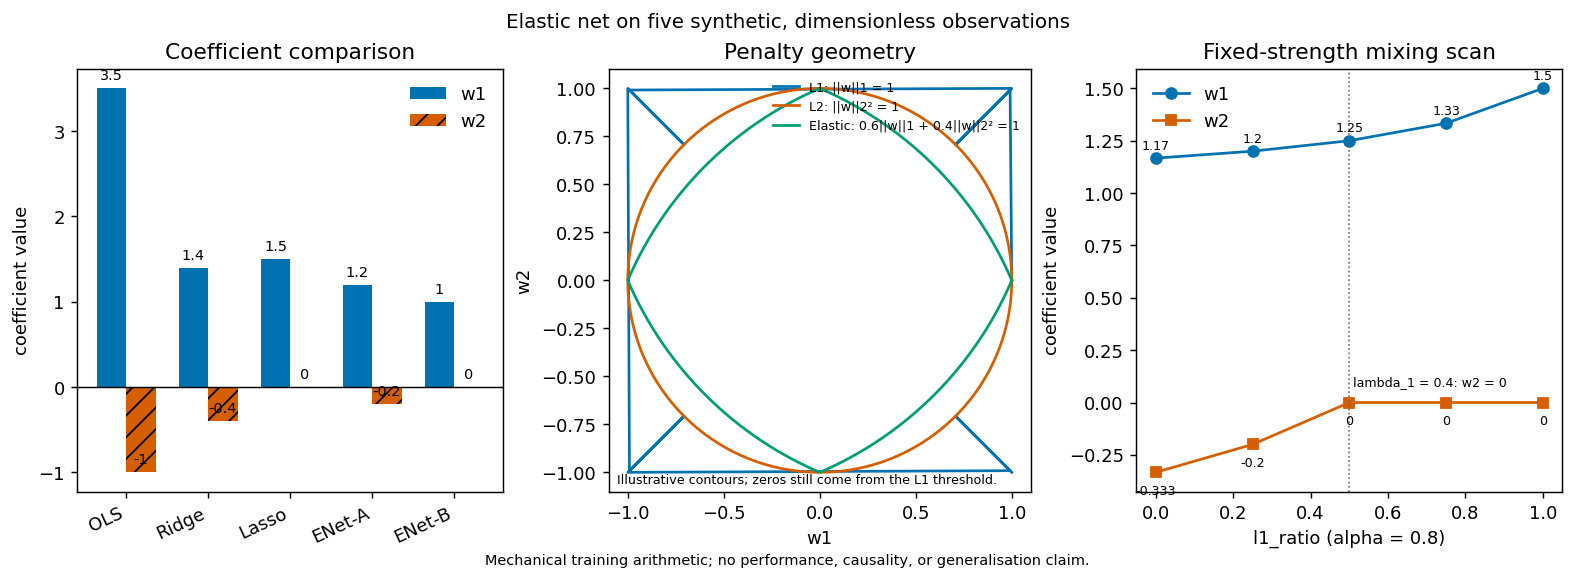 Elastic net on five synthetic, dimensionless observations
Coefficient comparison
coefficient value
3
2
1
0
−1
3.5
-1
1.4
-0.4
1.5
0
1.2
-0.2
1
0
w1
w2
OLS
Ridge
Lasso
ENet-A
ENet-B
Penalty geometry
w2
1.00
0.75
0.50
0.25
0.00
−0.25
−0.50
−0.75
−1.00
L1: ||w||1 = 1
L2: ||w||2² = 1
Elastic: 0.6||w||1 + 0.4||w||2² = 1
Illustrative contours; zeros still come from the L1 threshold.
−1.0
−0.5
0.0
0.5
1.0
w1
Fixed-strength mixing scan
coefficient value
1.50
1.25
1.00
0.75
0.50
0.25
0.00
−0.25
w1
w2
1.17
1.2
1.25
1.33
1.5
lambda_1 = 0.4: w2 = 0
-0.333
-0.2
0
0
0
0.0
0.2
0.4
0.6
0.8
1.0
l1_ratio (alpha = 0.8)
Mechanical training arithmetic; no performance, causality, or generalisation claim.